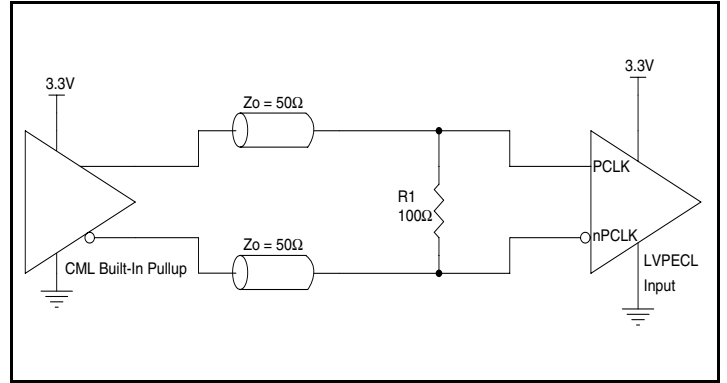 3.3V
3.3V
Zo = 50Ω
PCLK
R1
100Ω
Zo = 50Ω
nPCLK
CML Built-In Pullup
LVPECL
Input